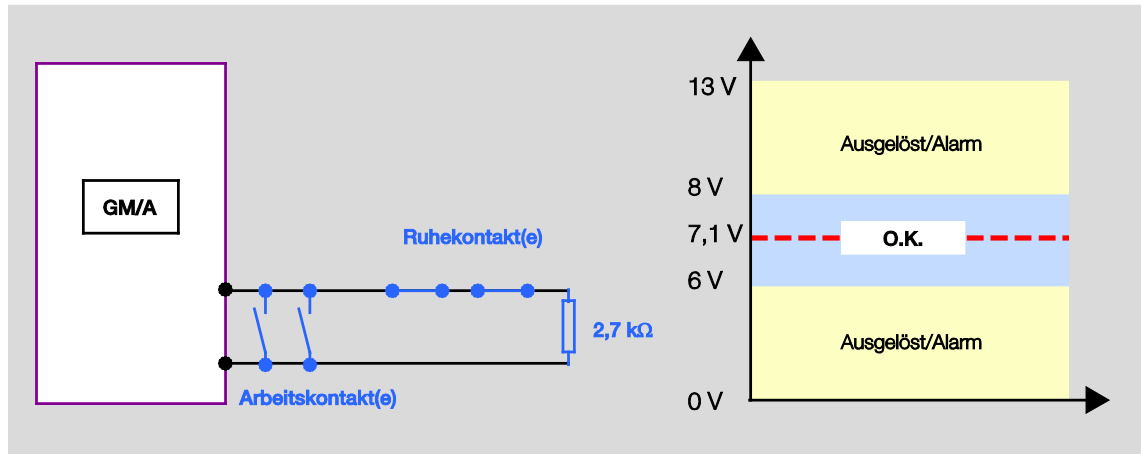 GM/A
Ruhekontakt(e)
2,7 kΩ
Arbeitskontakt(e)
13 V
Ausgelöst/Alarm
8 V
7,1 V
O.K.
6 V
Ausgelöst/Alarm
0 V